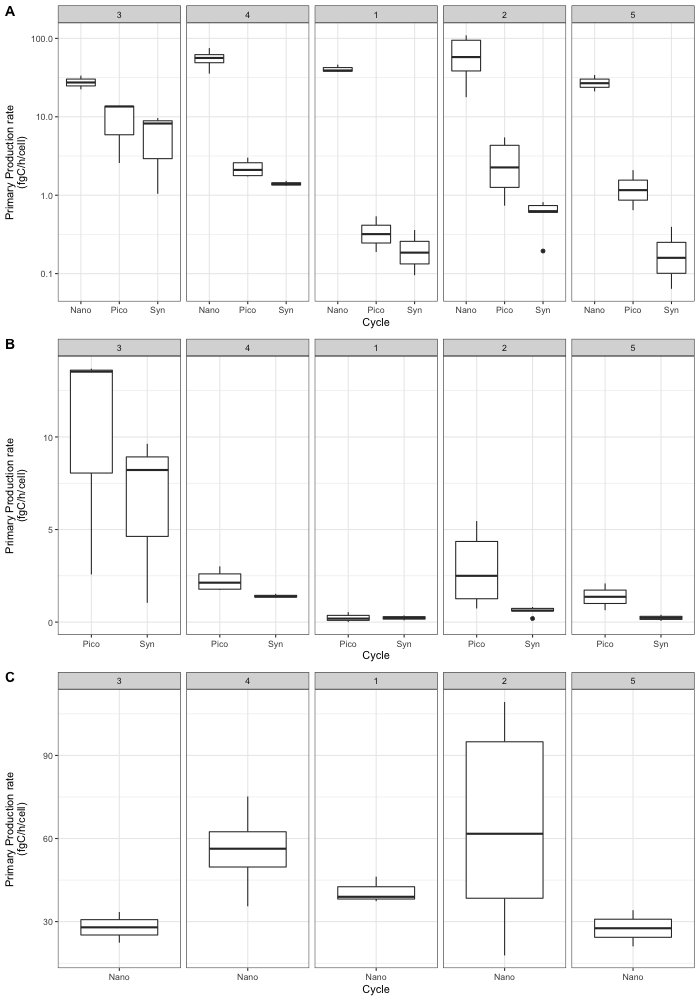 A
3 4 1 2 5
100.0
10.0
1.0
0.1
Primary Production rate
(fgC/h/cell)
Nano Pico Syn Nano Pico Syn Nano Pico Syn Nano Pico Syn Nano Pico Syn
Cycle
B
3 4 1 2 5
10
5
0
Primary Production rate
(fgC/h/cell)
Pico Syn Pico Syn Pico Syn Pico Syn Pico Syn
Cycle
C
3 4 1 2 5
90
60
30
Primary Production rate
(fgC/h/cell)
Nano Nano Nano Nano Nano
Cycle